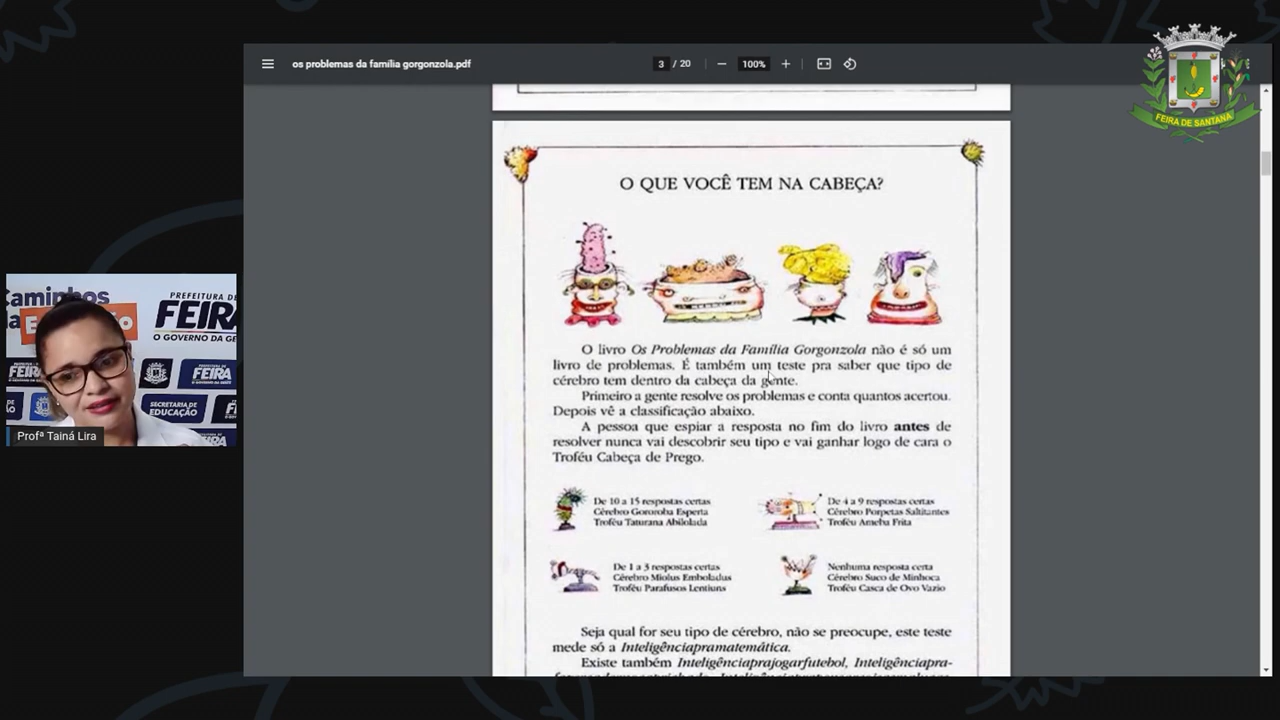 os problemas da família gorgonzola.pdf
3 / 20
100%
FEIRA DE SANTANA
O QUE VOCÊ TEM NA CABEÇA?
O livro Os Problemas da Família Gorgonzola não é só um
livro de problemas. É também um teste pra saber que tipo de
cérebro tem dentro da cabeça da gente.
Primeiro a gente resolve os problemas e conta quantos acertou.
Depois vê a classificação abaixo.
A pessoa que espiar a resposta no fim do livro antes de
resolver nunca vai descobrir seu tipo e vai ganhar logo de cara o
Troféu Cabeça de Prego.
De 10 a 15 respostas certas
Cérebro Gororoba Esperta
Troféu Taturana Abilolada
De 4 a 9 respostas certas
Cérebro Porpetas Saltitantes
Troféu Ameba Frita
De 1 a 3 respostas certas
Cérebro Miolus Emboladus
Troféu Parafusos Lentiuns
Nenhuma resposta certa
Cérebro Suco de Minhoca
Troféu Casca de Ovo Vazio
Seja qual for seu tipo de cérebro, não se preocupe, este teste
mede só a Inteligênciapramatemática.
Existe também Inteligênciaprajogarfutebol, Inteligênciapra-
Caminhos
da
PREFEITURA DE
FEIRA
O GOVERNO DA GE
FEIRA
SECRETARIA DE
EDUCAÇÃO
Profª Tainá Lira